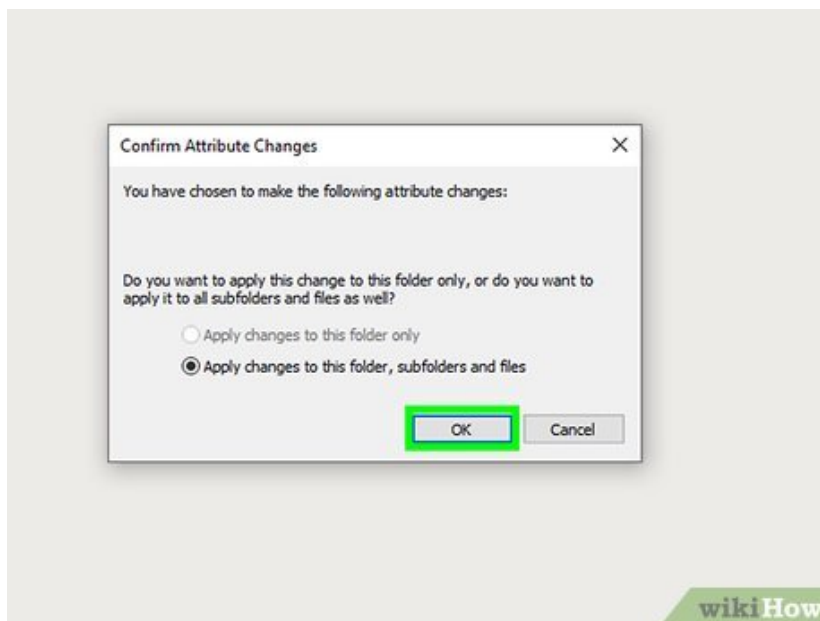 Confirm Attribute Changes
You have chosen to make the following attribute changes:
Do you want to apply this change to this folder only, or do you want to
apply it to all subfolders and files as well?
Apply changes to this folder only
Apply changes to this folder, subfolders and files
OK Cancel
wikiHow